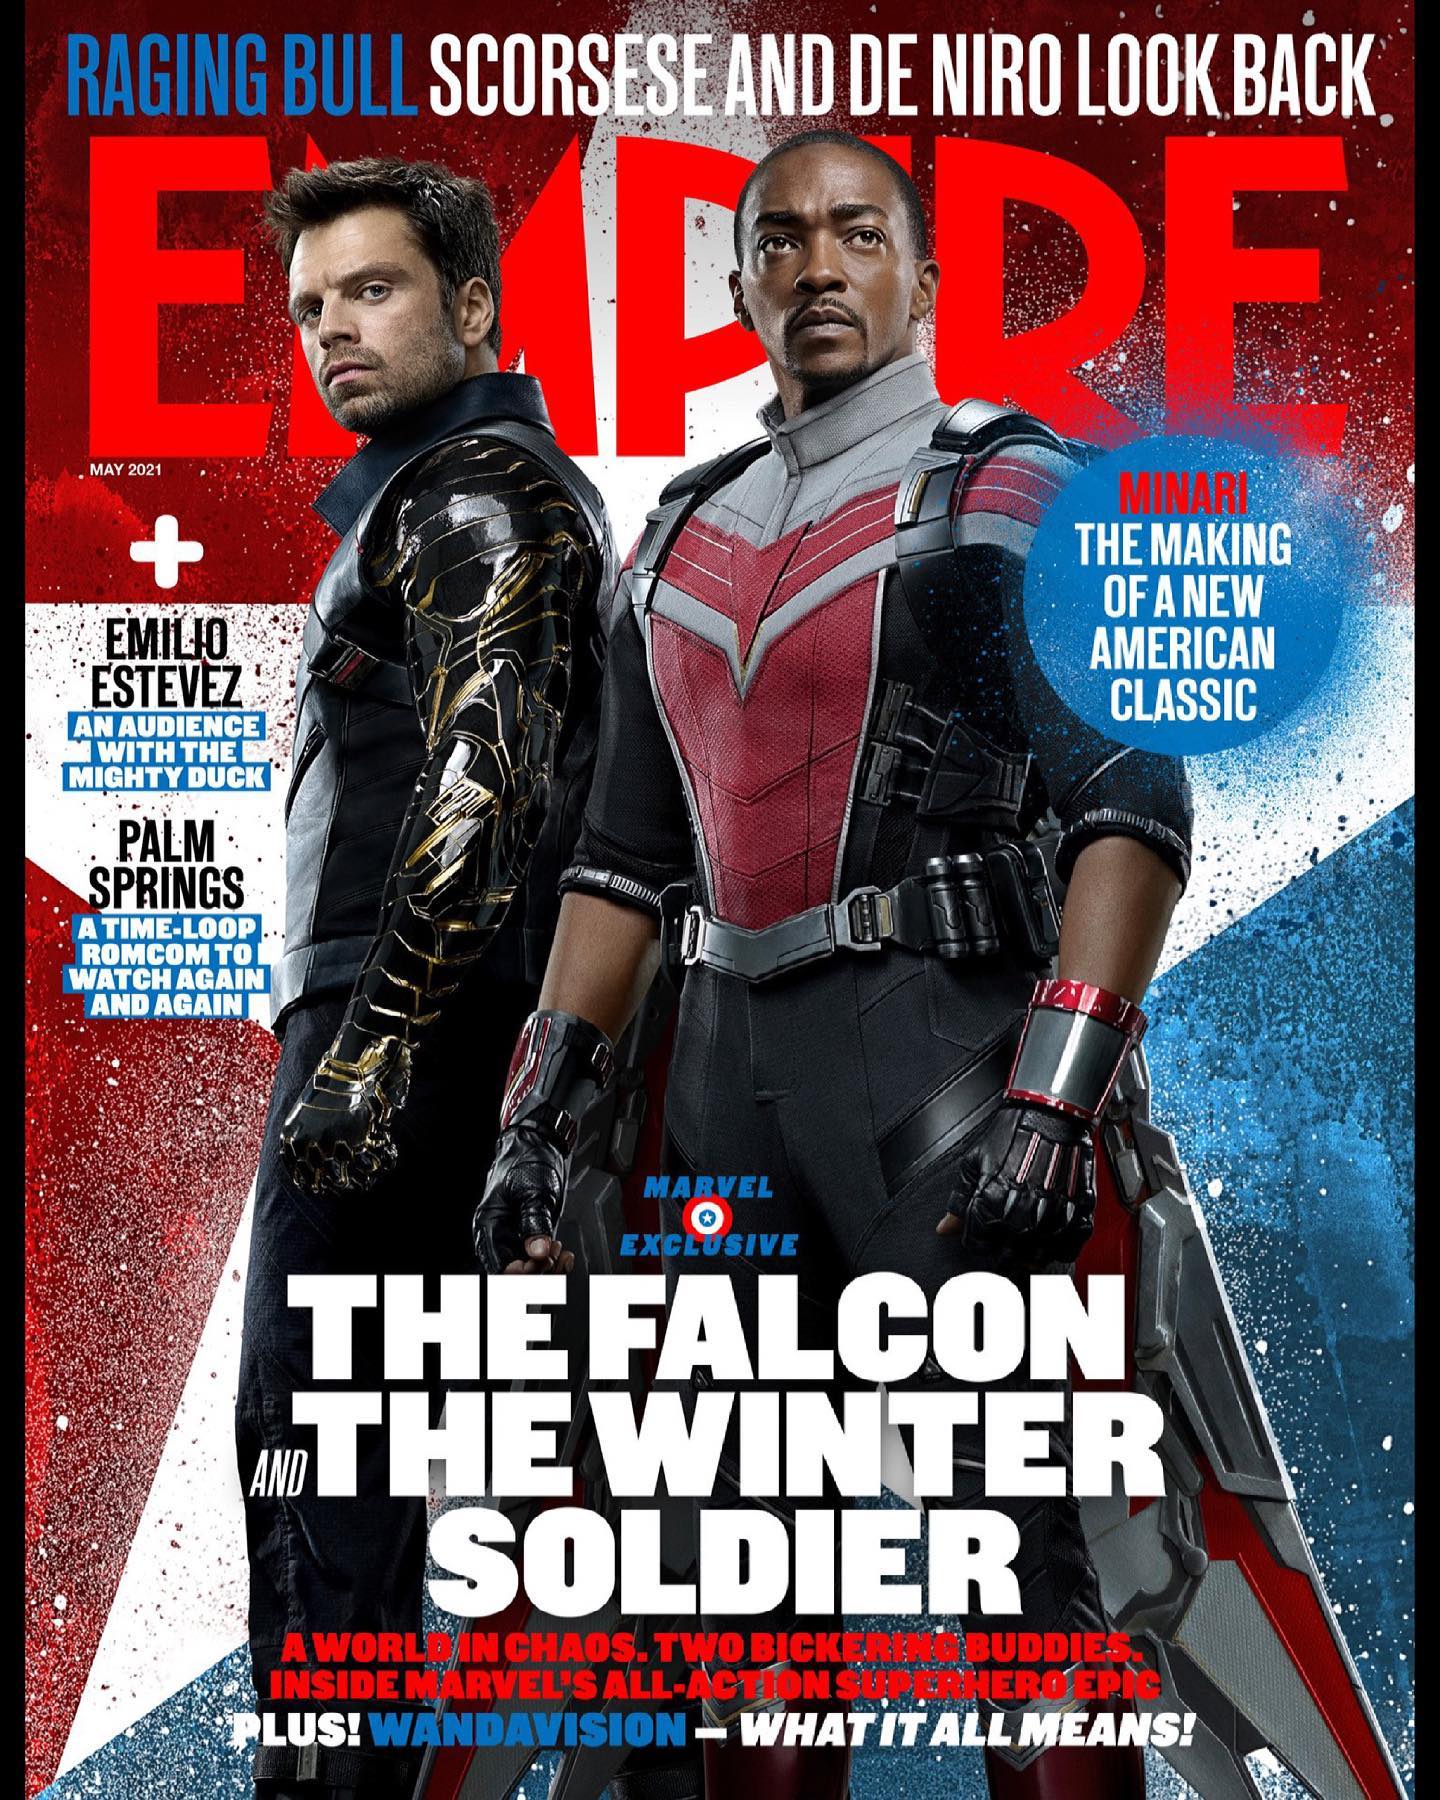 RAGING BULL SCORSESE AND DE NIRO LOOK BACK
EMPIRE
MAY 2021
+
EMILIO
ESTEVEZ
AN AUDIENCE
WITH THE
MIGHTY DUCK
PALM
SPRINGS
A TIME-LOOP
ROMCOM TO
WATCH AGAIN
AND AGAIN
MINARI
THE MAKING
OF A NEW
AMERICAN
CLASSIC
MARVEL
EXCLUSIVE
THE FALCON
AND THE WINTER
SOLDIER
A WORLD IN CHAOS. TWO BICKERING BUDDIES.
INSIDE MARVEL'S ALL-ACTION SUPERHERO EPIC
PLUS! WANDAVISION – WHAT IT ALL MEANS!